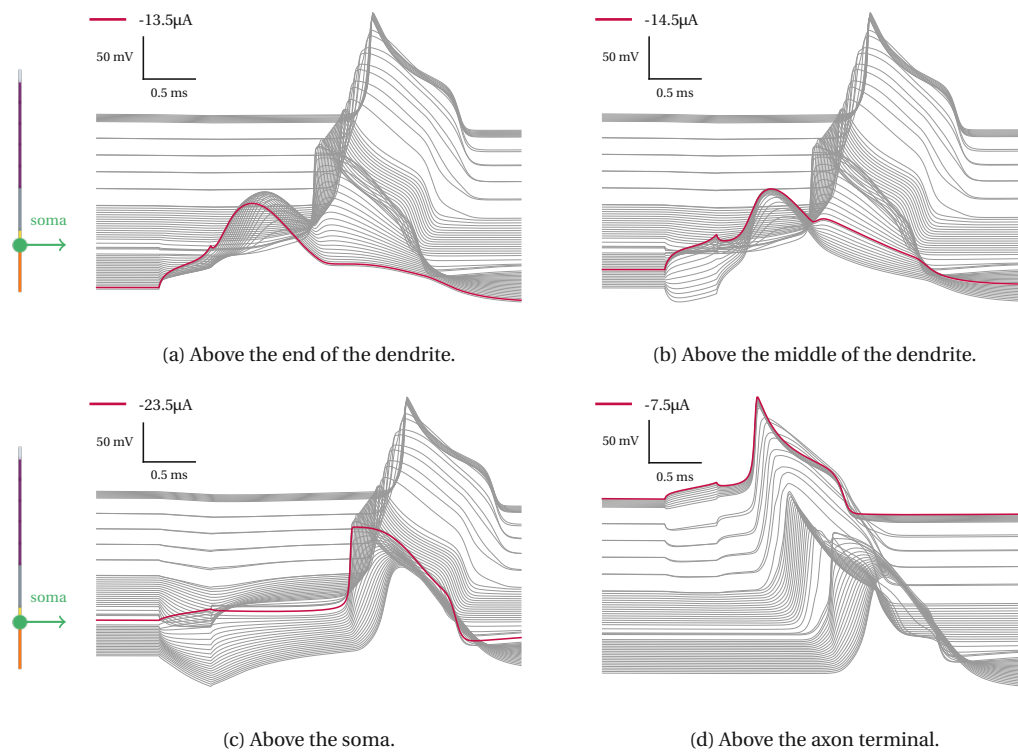 -13.5µA
50 mV
0.5 ms
soma
(a) Above the end of the dendrite.
-14.5µA
50 mV
0.5 ms
(b) Above the middle of the dendrite.
-23.5µA
50 mV
0.5 ms
soma
(c) Above the soma.
-7.5µA
50 mV
0.5 ms
(d) Above the axon terminal.